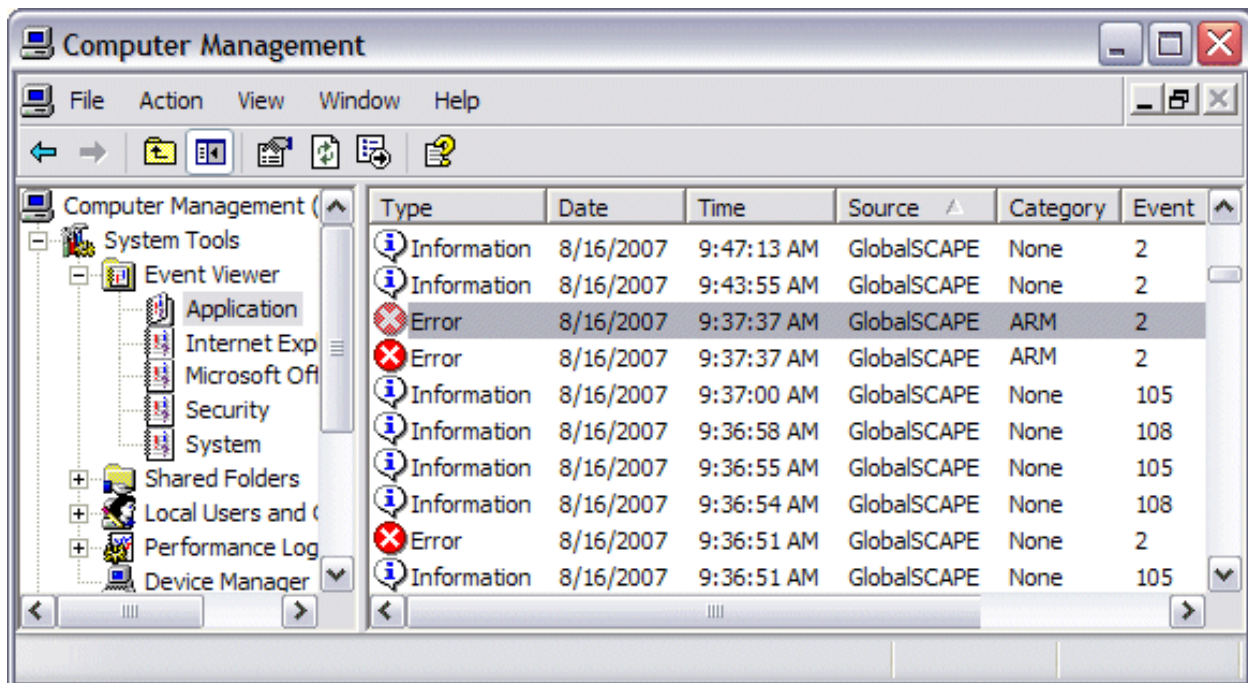 Computer Management
File Action View Window Help
Computer Management (
System Tools
Event Viewer
Application
Internet Exp
Microsoft Off
Security
System
Shared Folders
Local Users and
Performance Log
Device Manager
Type Date Time Source Category Event
Information 8/16/2007 9:47:13 AM GlobalSCAPE None 2
Information 8/16/2007 9:43:55 AM GlobalSCAPE None 2
Error 8/16/2007 9:37:37 AM GlobalSCAPE ARM 2
Error 8/16/2007 9:37:37 AM GlobalSCAPE ARM 2
Information 8/16/2007 9:37:00 AM GlobalSCAPE None 105
Information 8/16/2007 9:36:58 AM GlobalSCAPE None 108
Information 8/16/2007 9:36:55 AM GlobalSCAPE None 105
Information 8/16/2007 9:36:54 AM GlobalSCAPE None 108
Error 8/16/2007 9:36:51 AM GlobalSCAPE None 2
Information 8/16/2007 9:36:51 AM GlobalSCAPE None 105